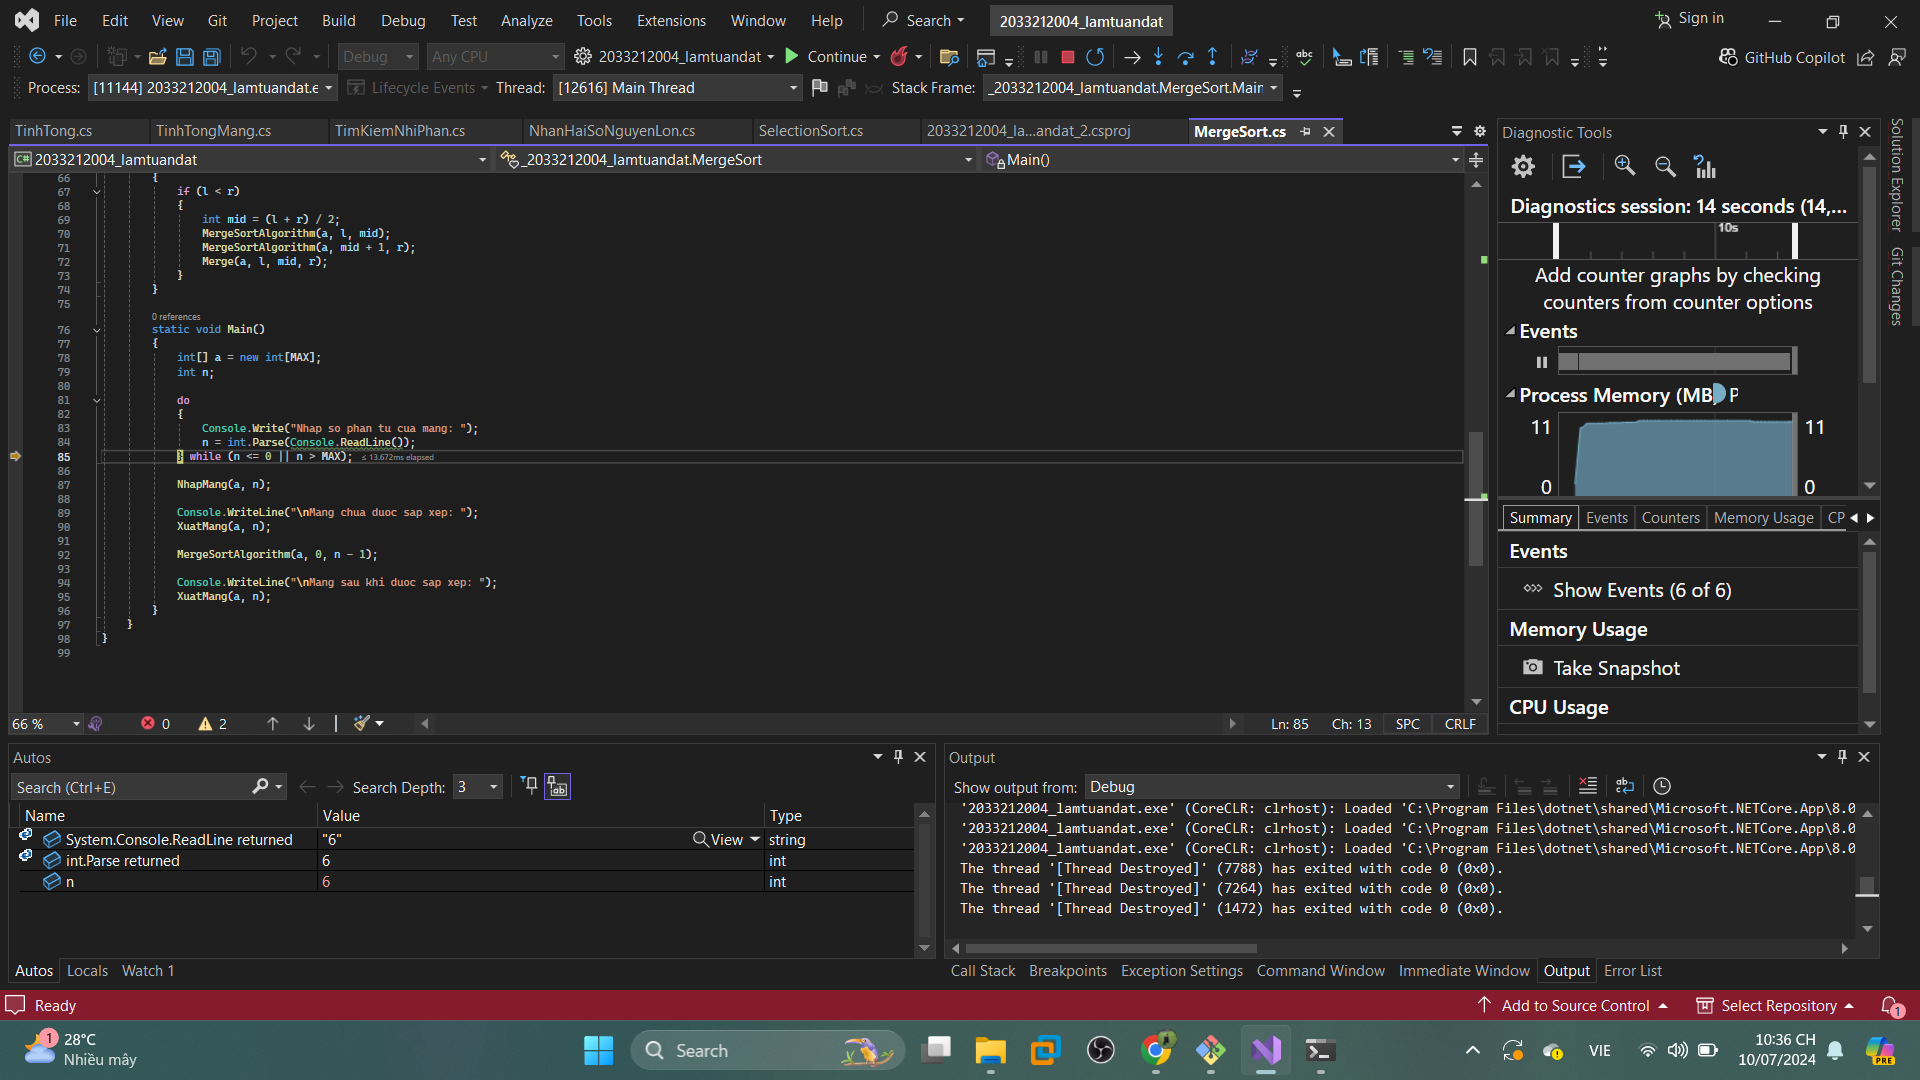 File Edit View Git Project Build Debug Test Analyze Tools Extensions Window Help Search 2033212004_lamtuandat Sign in
Debug Any CPU 2033212004_lamtuandat Continue GitHub Copilot
Process: [11144] 2033212004_lamtuandat.e Lifecycle Events Thread: [12616] Main Thread Stack Frame: _2033212004_lamtuandat.MergeSort.Main
TinhTong.cs TinhTongMang.cs TimKiemNhiPhan.cs NhanHaiSoNguyenLon.cs SelectionSort.cs 2033212004_la...andat_2.csproj MergeSort.cs
C# 2033212004_lamtuandat _2033212004_lamtuandat.MergeSort Main()
66 {
67 if (l < r)
68 {
69 int mid = (l + r) / 2;
70 MergeSortAlgorithm(a, l, mid);
71 MergeSortAlgorithm(a, mid + 1, r);
72 Merge(a, l, mid, r);
73 }
74 }
75
0 references
76 static void Main()
77 {
78 int[] a = new int[MAX];
79 int n;
80
81 do
82 {
83 Console.Write("Nhap so phan tu cua mang: ");
84 n = int.Parse(Console.ReadLine());
85 } while (n <= 0 || n > MAX); ≤ 13.672ms elapsed
86
87 NhapMang(a, n);
88
89 Console.WriteLine("\nMang chua duoc sap xep: ");
90 XuatMang(a, n);
91
92 MergeSortAlgorithm(a, 0, n - 1);
93
94 Console.WriteLine("\nMang sau khi duoc sap xep: ");
95 XuatMang(a, n);
96 }
97 }
98 }
99
66 % 0 2 Ln: 85 Ch: 13 SPC CRLF
Diagnostic Tools
Diagnostics session: 14 seconds (14,...
10s
Add counter graphs by checking
counters from counter options
Events
Process Memory (MB) P
11 11
0 0
Summary Events Counters Memory Usage CP
Events
Show Events (6 of 6)
Memory Usage
Take Snapshot
CPU Usage
Solution Explorer
Git Changes
Autos
Search (Ctrl+E) Search Depth: 3
Name Value Type
System.Console.ReadLine returned "6" View string
int.Parse returned 6 int
n 6 int
Autos Locals Watch 1
Output
Show output from: Debug
'2033212004_lamtuandat.exe' (CoreCLR: clrhost): Loaded 'C:\Program Files\dotnet\shared\Microsoft.NETCore.App\8.0
'2033212004_lamtuandat.exe' (CoreCLR: clrhost): Loaded 'C:\Program Files\dotnet\shared\Microsoft.NETCore.App\8.0
'2033212004_lamtuandat.exe' (CoreCLR: clrhost): Loaded 'C:\Program Files\dotnet\shared\Microsoft.NETCore.App\8.0
The thread '[Thread Destroyed]' (7788) has exited with code 0 (0x0).
The thread '[Thread Destroyed]' (7264) has exited with code 0 (0x0).
The thread '[Thread Destroyed]' (1472) has exited with code 0 (0x0).
Call Stack Breakpoints Exception Settings Command Window Immediate Window Output Error List
Ready Add to Source Control Select Repository 1
1 28°C
Nhiều mây
Search
VIE
10:36 CH
10/07/2024
PRE